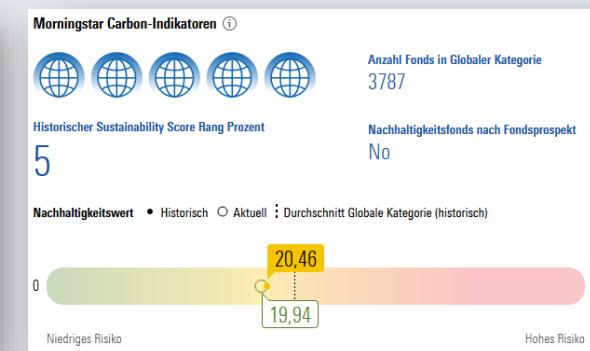 Morningstar Carbon-Indikatoren ⓘ
Anzahl Fonds in Globaler Kategorie
3787
Historischer Sustainability Score Rang Prozent
5
Nachhaltigkeitsfonds nach Fondsprospekt
No
Nachhaltigkeitswert • Historisch ○ Aktuell ⋮ Durchschnitt Globale Kategorie (historisch)
20,46
0
19,94
Niedriges Risiko Hohes Risiko